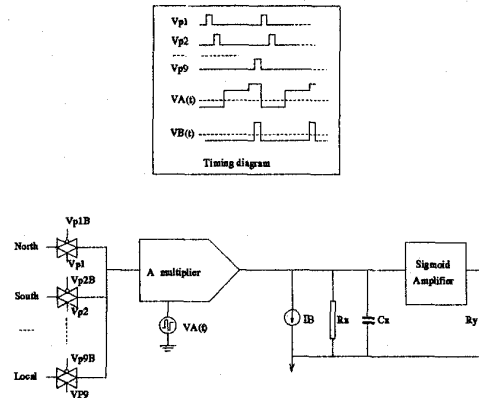 Vp1
Vp2
Vp9
VA(t)
VB(t)
Timing diagram
Vp1B
North
Vp1
Vp2B
South
Vp2
Vp9B
Local
VP9
A multiplier
VA(t)
IB
Rx
Cx
Sigmoid
Amplifier
Ry